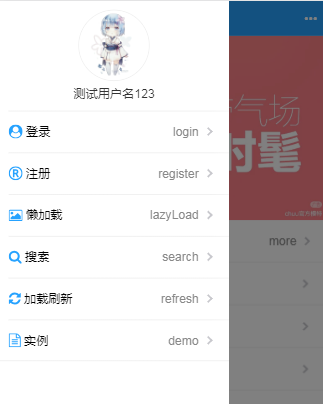 测试用户名123
登录 login
注册 register
懒加载 lazyLoad
搜索 search
加载刷新 refresh
实例 demo
气场
时髦
more